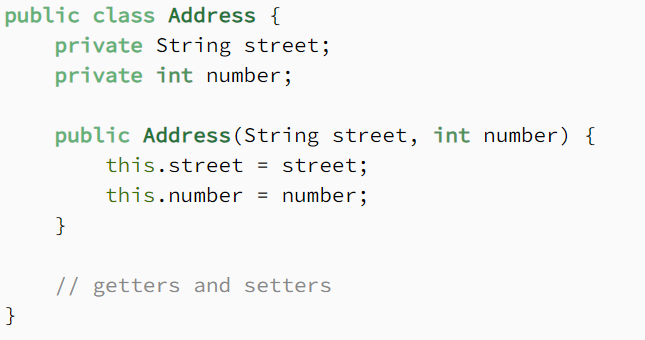 public class Address {
    private String street;
    private int number;

    public Address(String street, int number) {
        this.street = street;
        this.number = number;
    }

    // getters and setters
}